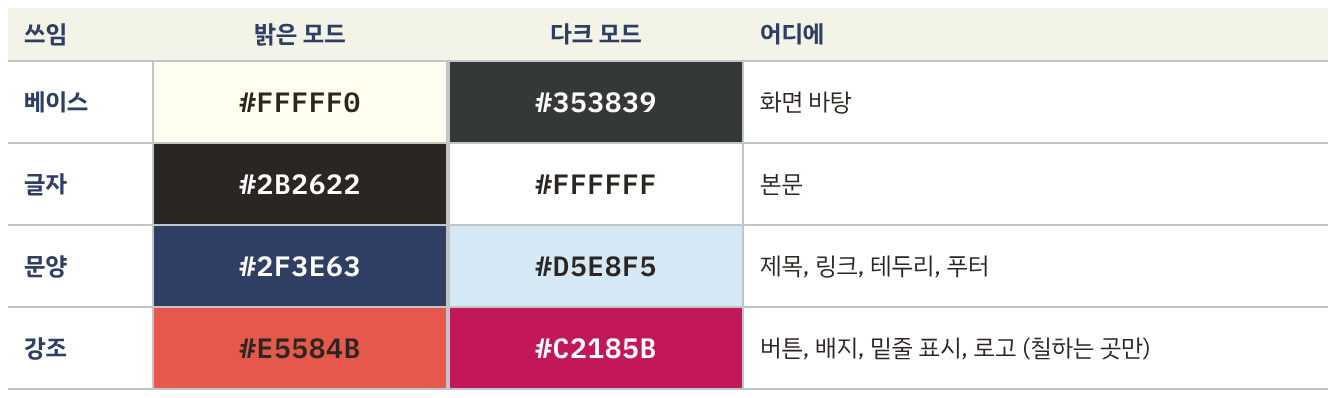 쓰임 밝은 모드 다크 모드 어디에
베이스 #FFFFF0 #353839 화면 바탕
글자 #2B2622 #FFFFFF 본문
문양 #2F3E63 #D5E8F5 제목, 링크, 테두리, 푸터
강조 #E5584B #C2185B 버튼, 배지, 밑줄 표시, 로고 (칠하는 곳만)